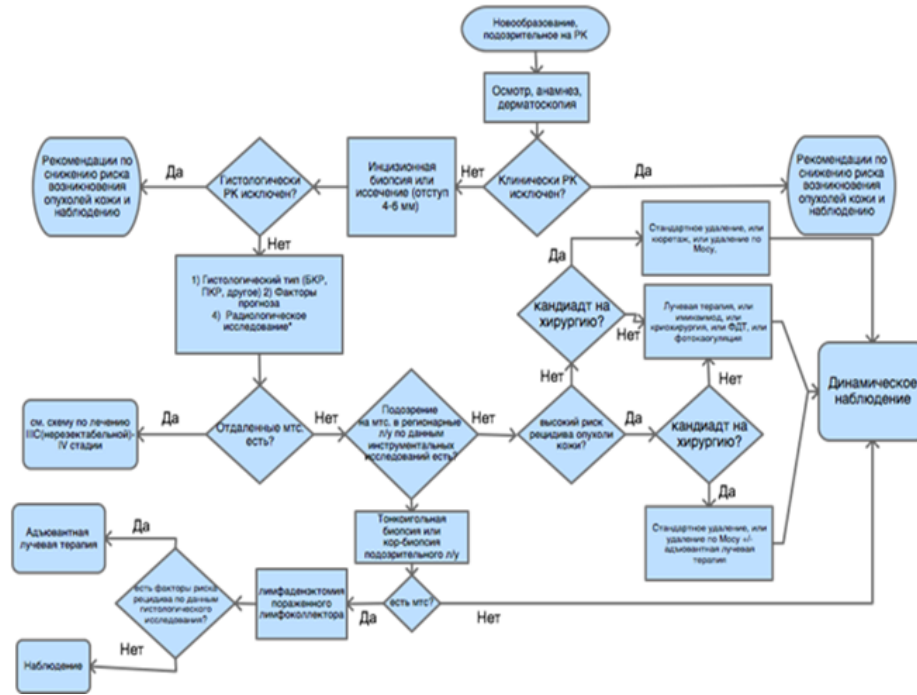 Новообразование,
подозрительное на РК
Осмотр, анамнез,
дерматоскопия
Клинически РК
исключен?
Да
Рекомендации по
снижению риска
возникновения
опухолей кожи и
наблюдению
Нет
Инцизионная
биопсия или
иссечение (отступ
4-6 мм)
Гистологически
РК исключен?
Да
Рекомендации по
снижению риска
возникновения
опухолей кожи и
наблюдению
Нет
1) Гистологический тип (БКР,
ПКР, другое) 2) Факторы
прогноза
4) Радиологическое
исследование*
Отдаленные мтс.
есть?
Да
см. схему по лечению
IIIC(нерезектабельной)-
IV стадии
Нет
Подозрение
на мтс. в регионарные
л/у по данным
инструментальных
исследований есть?
Нет
высокий риск
рецидива опухоли
кожи?
Нет
кандиадт на
хирургию?
Да
Стандартное удаление, или
кюретаж, или удаление по
Мосу,
Нет
Лучевая терапия, или
имихимод, или
криохирургия, или ФДТ, или
фотокоагуляция
Да
кандиадт на
хирургию?
Нет
Да
Стандартное удаление, или
удаление по Мосу +/-
адъювантная лучевая
терапия
Динамическое
наблюдение
Тонкоигольная
биопсия или
кор-биопсия
подозрительного л/у
есть мтс?
Нет
Да
лимфаденэктомия
пораженного
лимфоколлектора
есть факторы риска
рецидива по данным
гистологического
исследования?
Да
Адъювантная
лучевая терапия
Нет
Наблюдение